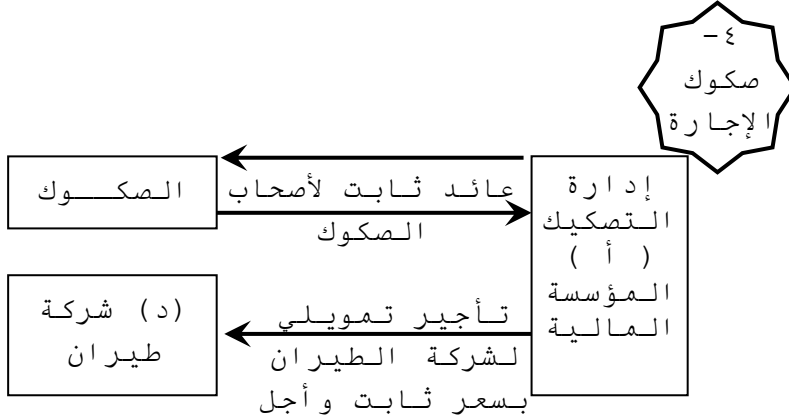 ٤-
صكوك
الإجارة
إدارة
التصكيك
( أ )
المؤسسة
المالية
عائد ثابت لأصحاب
الصكوك
الصكــــوك
تأجير تمويلي
لشركة الطيران
بسعر ثابت وأجل
(د) شركة
طيران